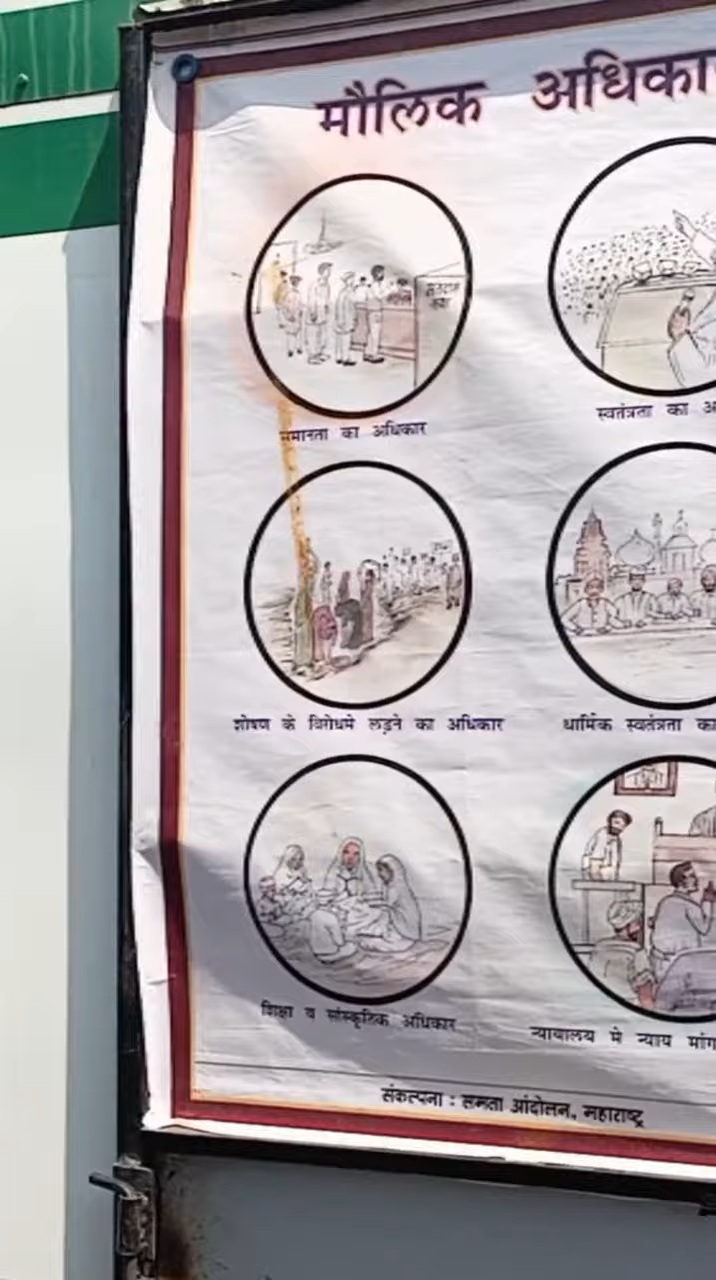 मौलिक अधिका
समानता का अधिकार
स्वतंत्रता का अ
शोषण के विरोधमे लड़ने का अधिकार
धार्मिक स्वतंत्रता का
शिक्षा व सांस्कृतिक अधिकार
न्यायालय मे न्याय मांग
संकल्पना : समता आंदोलन, महाराष्ट्र